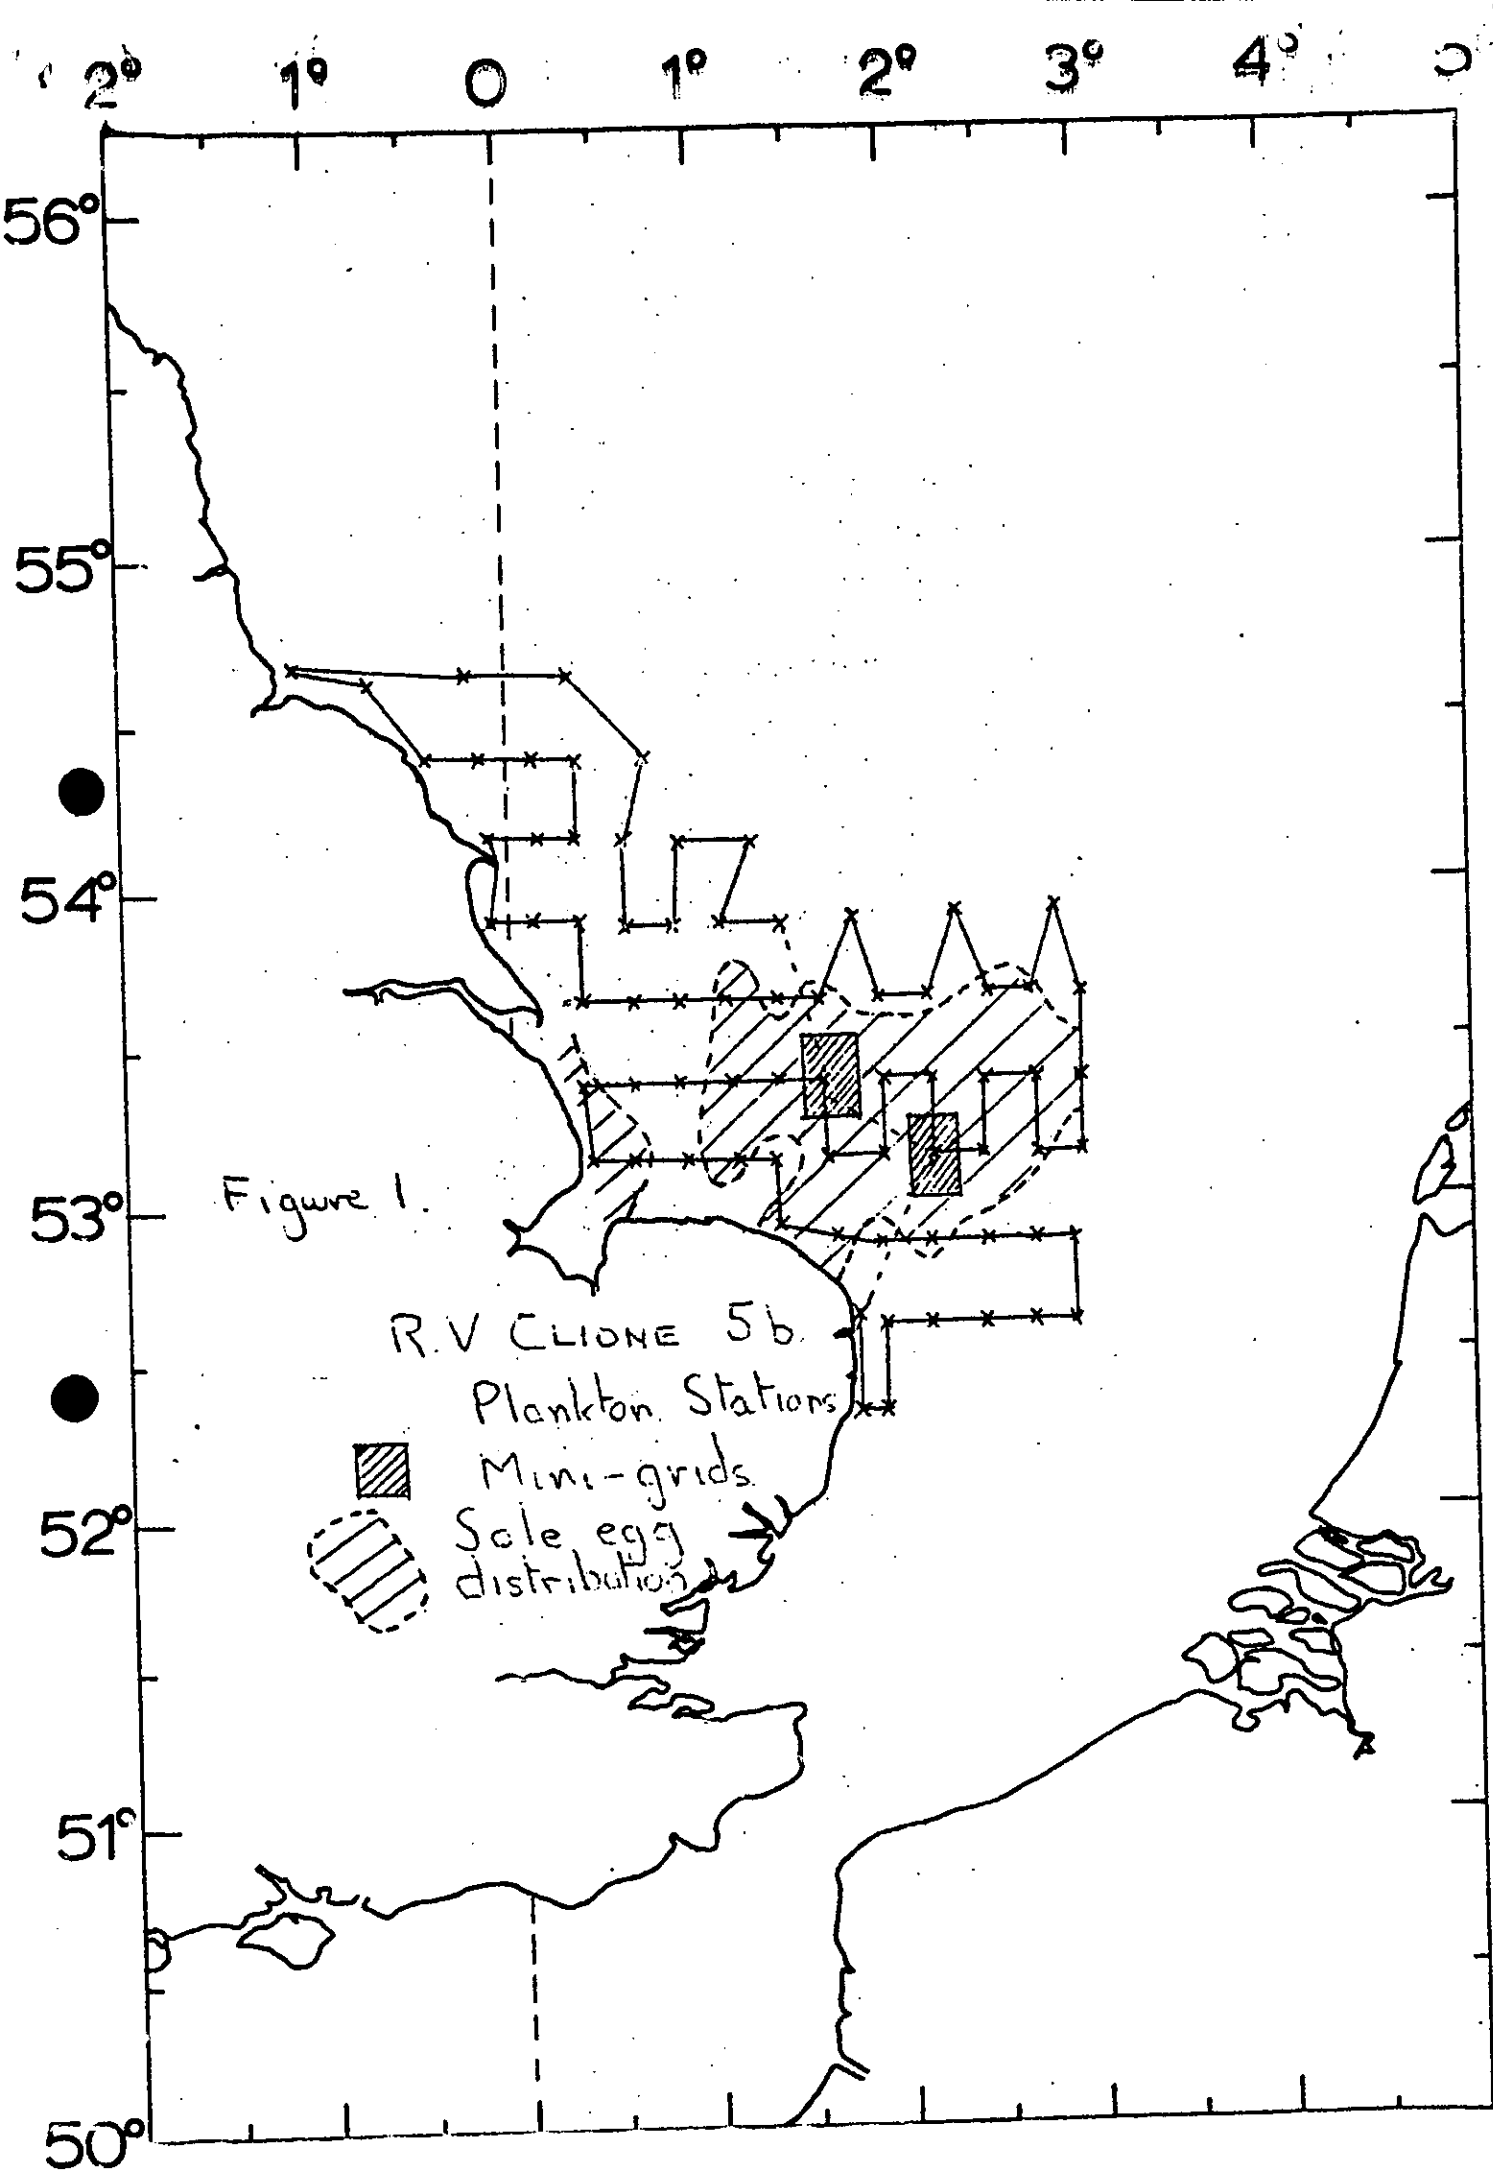 2° 1° 0 1° 2° 3° 4°
56°
55°
54°
53°
Figure 1.
R.V CLIONE 5b.
Plankton Stations
Mini-grids
52°
Sole egg
distribution
51°
50°